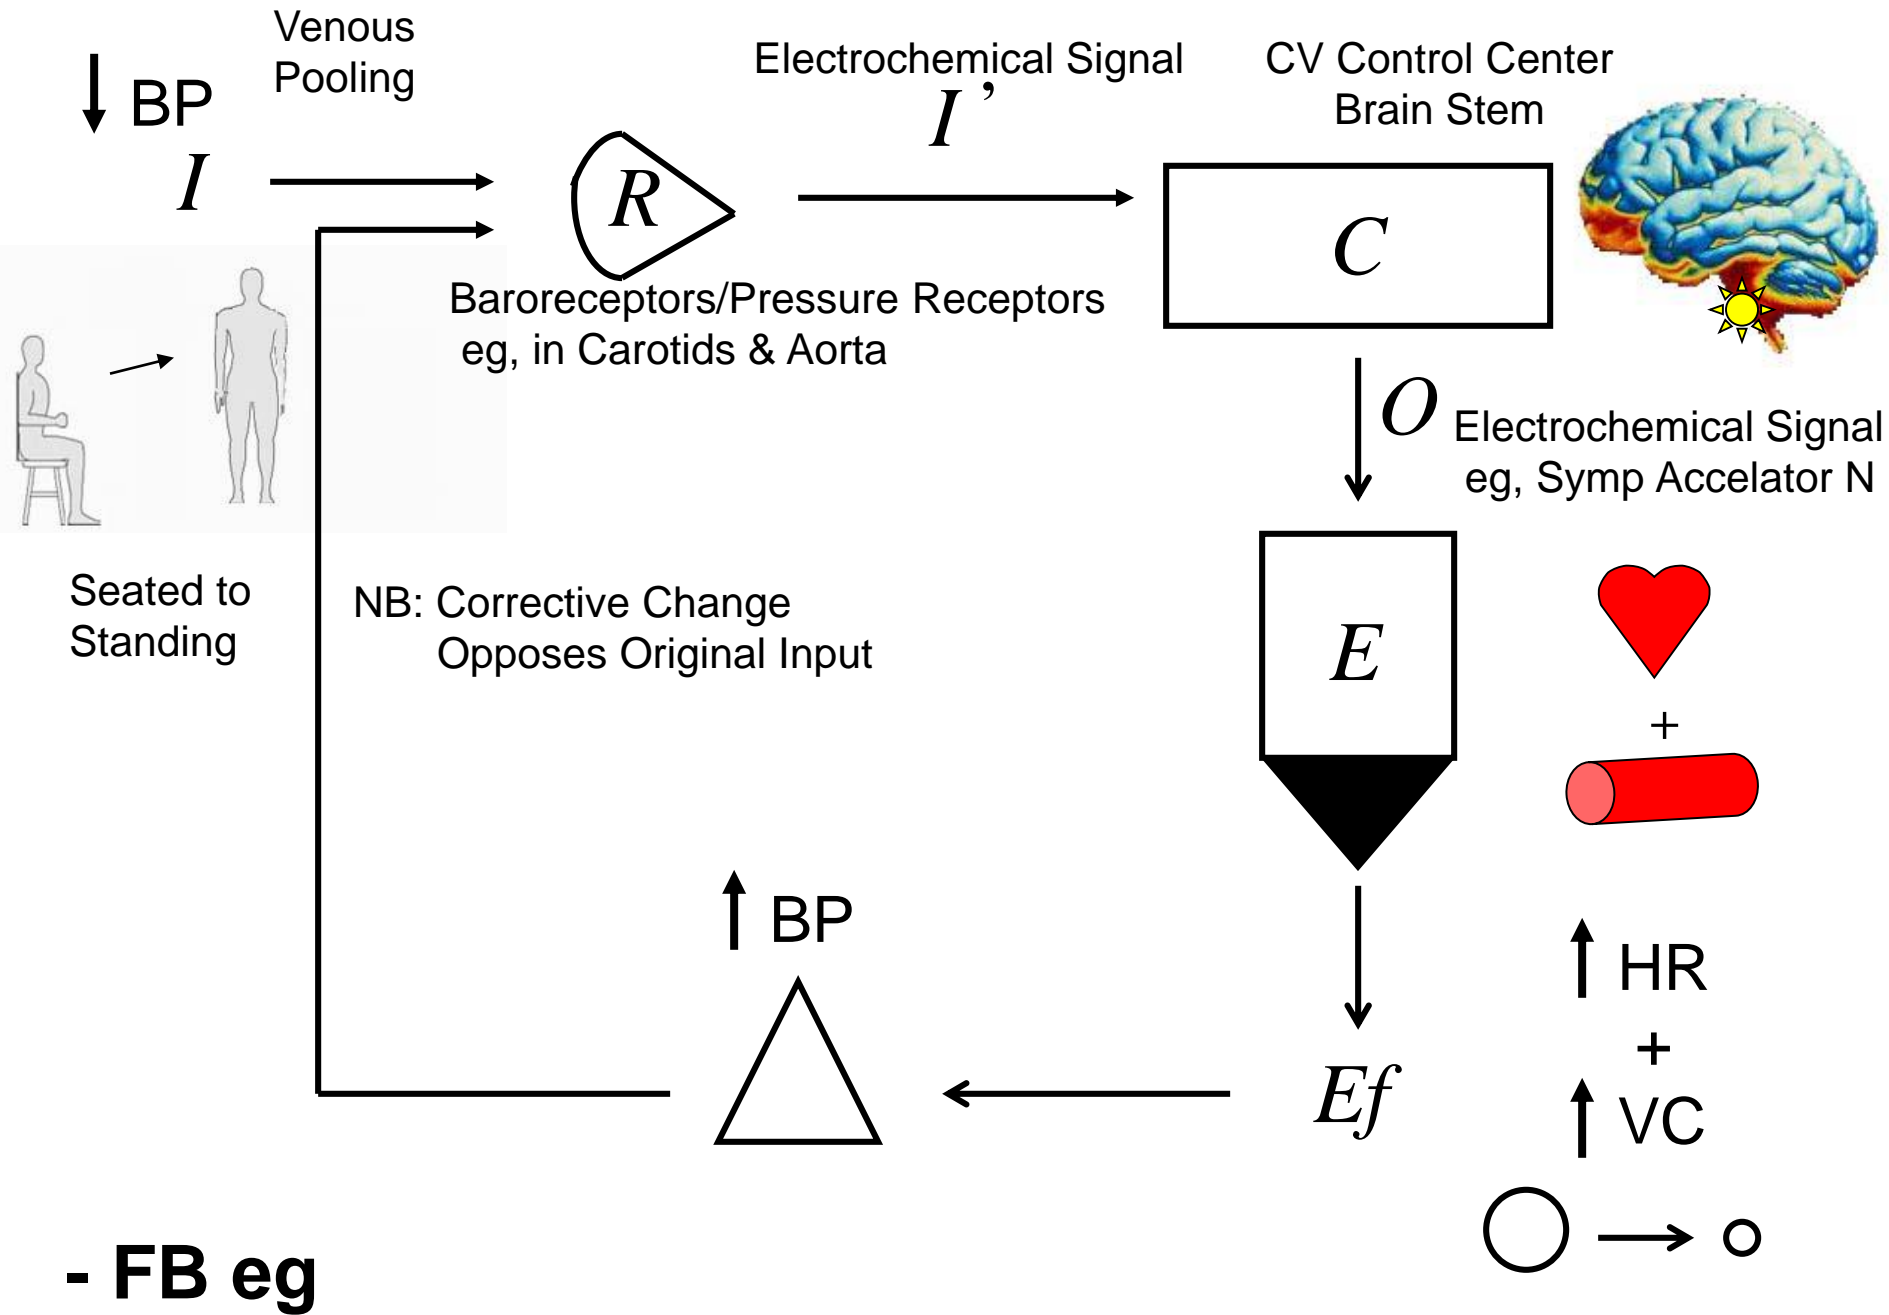 Venous
Pooling
BP
I
Electrochemical Signal
I’
CV Control Center
Brain Stem
R
C
Baroreceptors/Pressure Receptors
eg, in Carotids & Aorta
O
Electrochemical Signal
eg, Symp Accelator N
Seated to
Standing
NB: Corrective Change
Opposes Original Input
E
+
BP
HR
+
VC
Ef
- FB eg